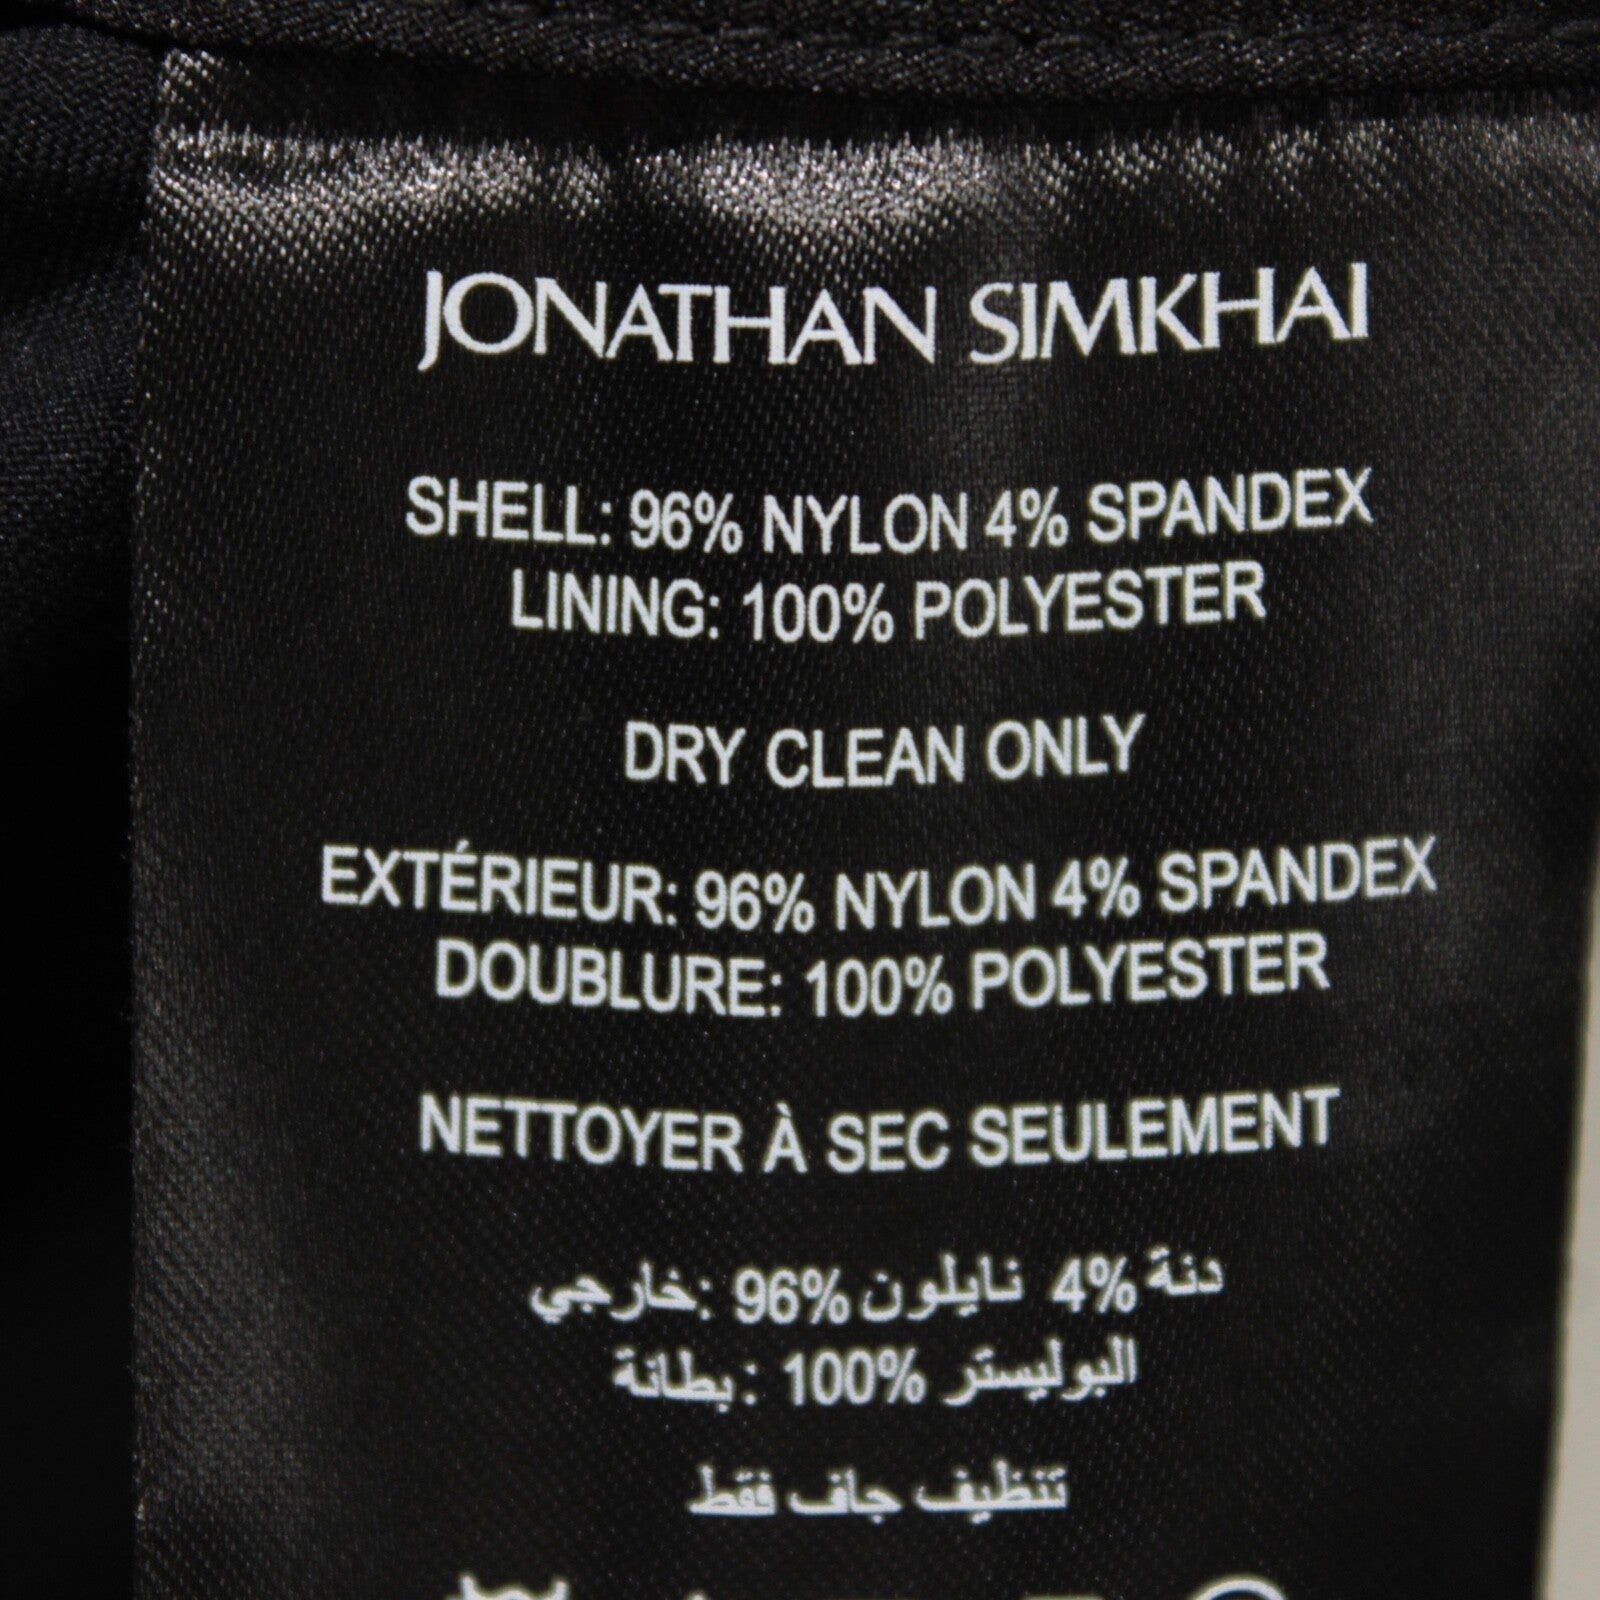 JONATHAN SIMKHAI
SHELL: 96% NYLON 4% SPANDEX
LINING: 100% POLYESTER
DRY CLEAN ONLY
EXTÉRIEUR: 96% NYLON 4% SPANDEX
DOUBLURE: 100% POLYESTER
NETTOYER À SEC SEULEMENT
خارجي: 96% نايلون 4% دنة
بطانة: 100% البوليستر
تنظيف جاف فقط